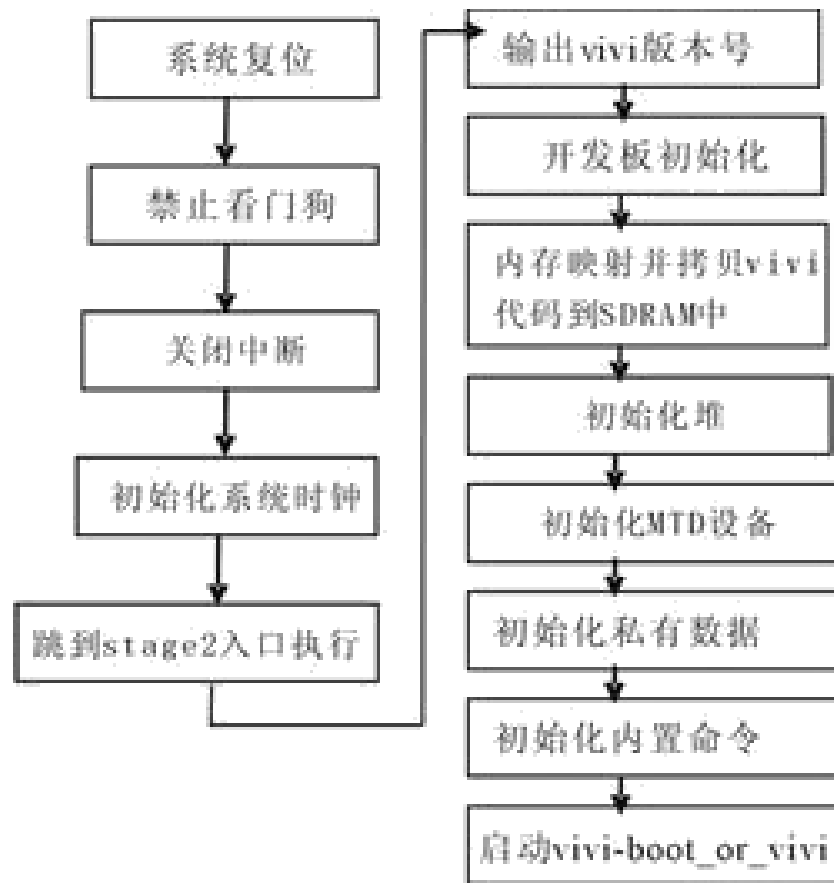 系统复位
禁止看门狗
关闭中断
初始化系统时钟
跳到stage2入口执行
输出vivi版本号
开发板初始化
内存映射并拷贝vivi
代码到SDRAM中
初始化堆
初始化MTD设备
初始化私有数据
初始化内置命令
启动vivi-boot_or_vivi